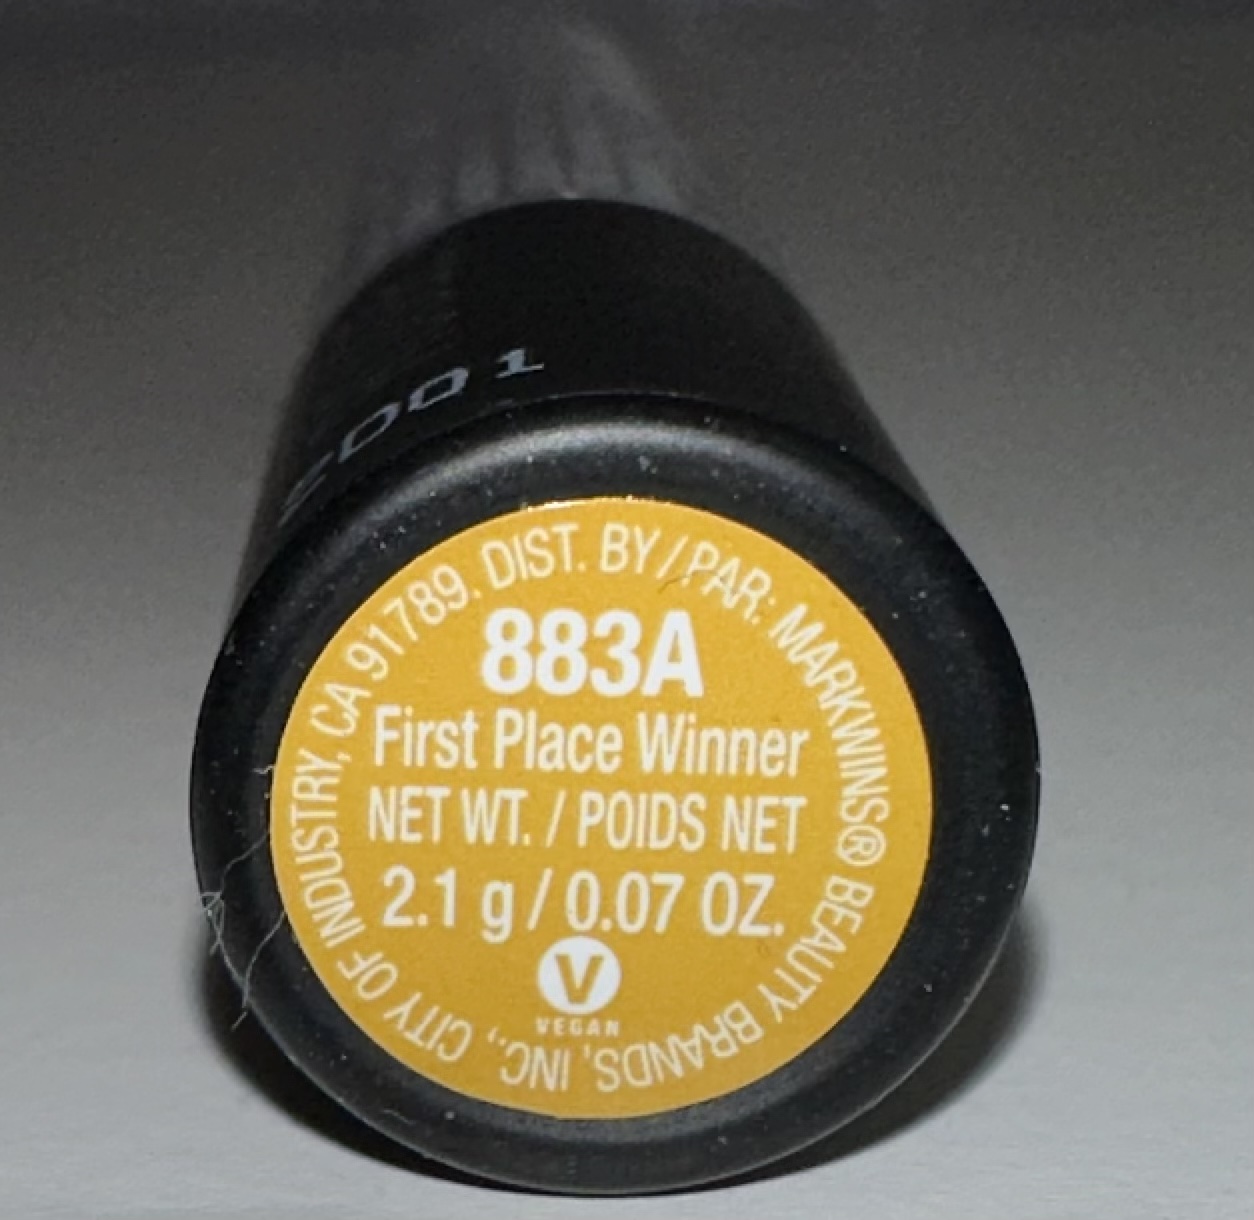 883A
First Place Winner
NET WT. / POIDS NET
2.1 g / 0.07 OZ.
V
VEGAN
DIST. BY / PAR: MARKWINS® BEAUTY BRANDS, INC., CITY OF INDUSTRY, CA 91789.